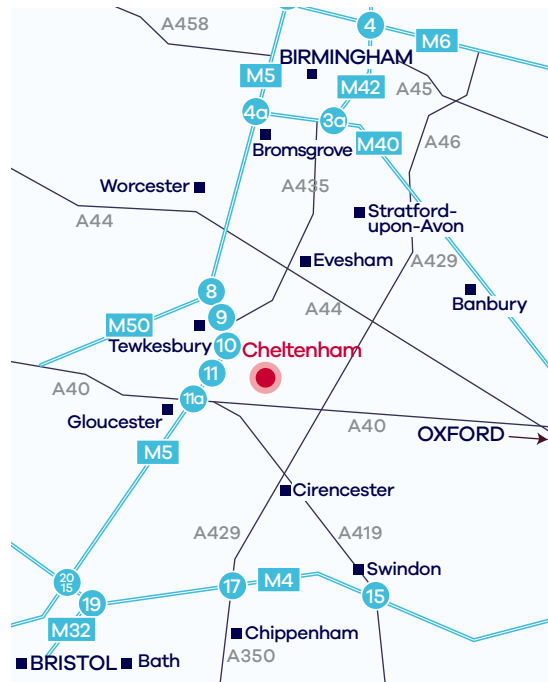 A458
4
M6
BIRMINGHAM
M5
M42
A45
4a
3a
M40
Bromsgrove
A46
Worcester
A435
A44
Stratford-
upon-Avon
Evesham
A429
8
Banbury
9
A44
M50
Tewkesbury
10
Cheltenham
11
A40
11a
Gloucester
A40
OXFORD
M5
Cirencester
A429
A419
Swindon
20
15
17
M4
19
15
M32
Chippenham
A350
BRISTOL
Bath